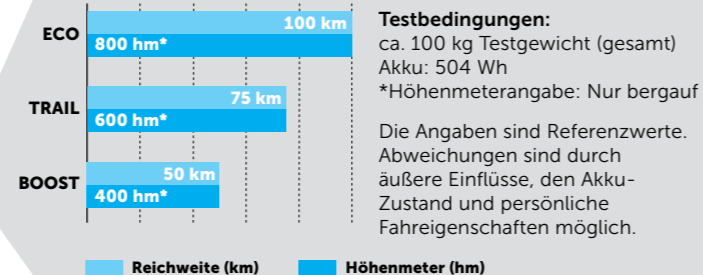 ECO
100 km
800 hm*
TRAIL
75 km
600 hm*
BOOST
50 km
400 hm*
Reichweite (km)
Höhenmeter (hm)
Testbedingungen:
ca. 100 kg Testgewicht (gesamt)
Akku: 504 Wh
*Höhenmeterangabe: Nur bergauf
Die Angaben sind Referenzwerte.
Abweichungen sind durch
äußere Einflüsse, den Akku-
Zustand und persönliche
Fahreigenschaften möglich.